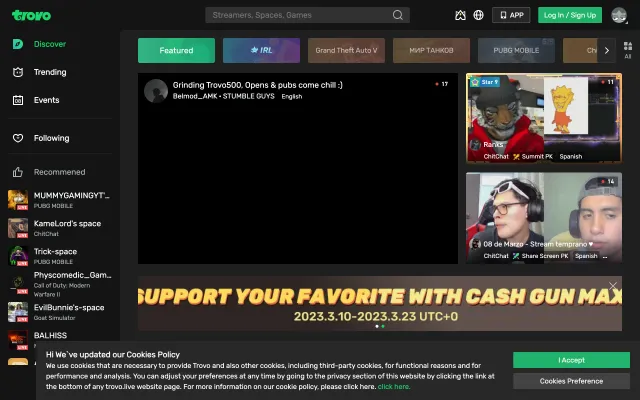 trovo
Streamers, Spaces, Games
APP
Log In / Sign Up
Discover
Trending
Events
Following
Recommened
MUMMYGAMINGYT'...
PUBG MOBILE
LIVE
KameLord's space
ChitChat
LIVE
Trick-space
PUBG MOBILE
LIVE
Physcomedic_Gam...
Call of Duty: Modern
Warfare II
LIVE
EvilBunnie's-space
Goat Simulator
LIVE
BALHISS
LIVE
Featured
IRL
Grand Theft Auto V
МИР ТАНКОВ
PUBG MOBILE
Chi
All
Grinding Trovo500, Opens & pubs come chill :)
17
Belmod_AMK • STUMBLE GUYS English
Star 9
11
Ranks
ChitChat Summit PK Spanish
14
08 de Marzo - Stream temprano ♥
ChitChat Share Screen PK Spanish ...
SUPPORT YOUR FAVORITE WITH CASH GUN MAX
2023.3.10-2023.3.23 UTC+0
Hi We`ve updated our Cookies Policy
We use cookies that are necessary to provide Trovo and also other cookies, including third-party cookies, for functional reasons and for
performance and analysis. You can adjust your preferences at any time by going to the privacy section of this website by clicking the link at
the bottom of any trovo.live website page. For more information on our cookie policy, please click here. click here.
I Accept
Cookies Preference